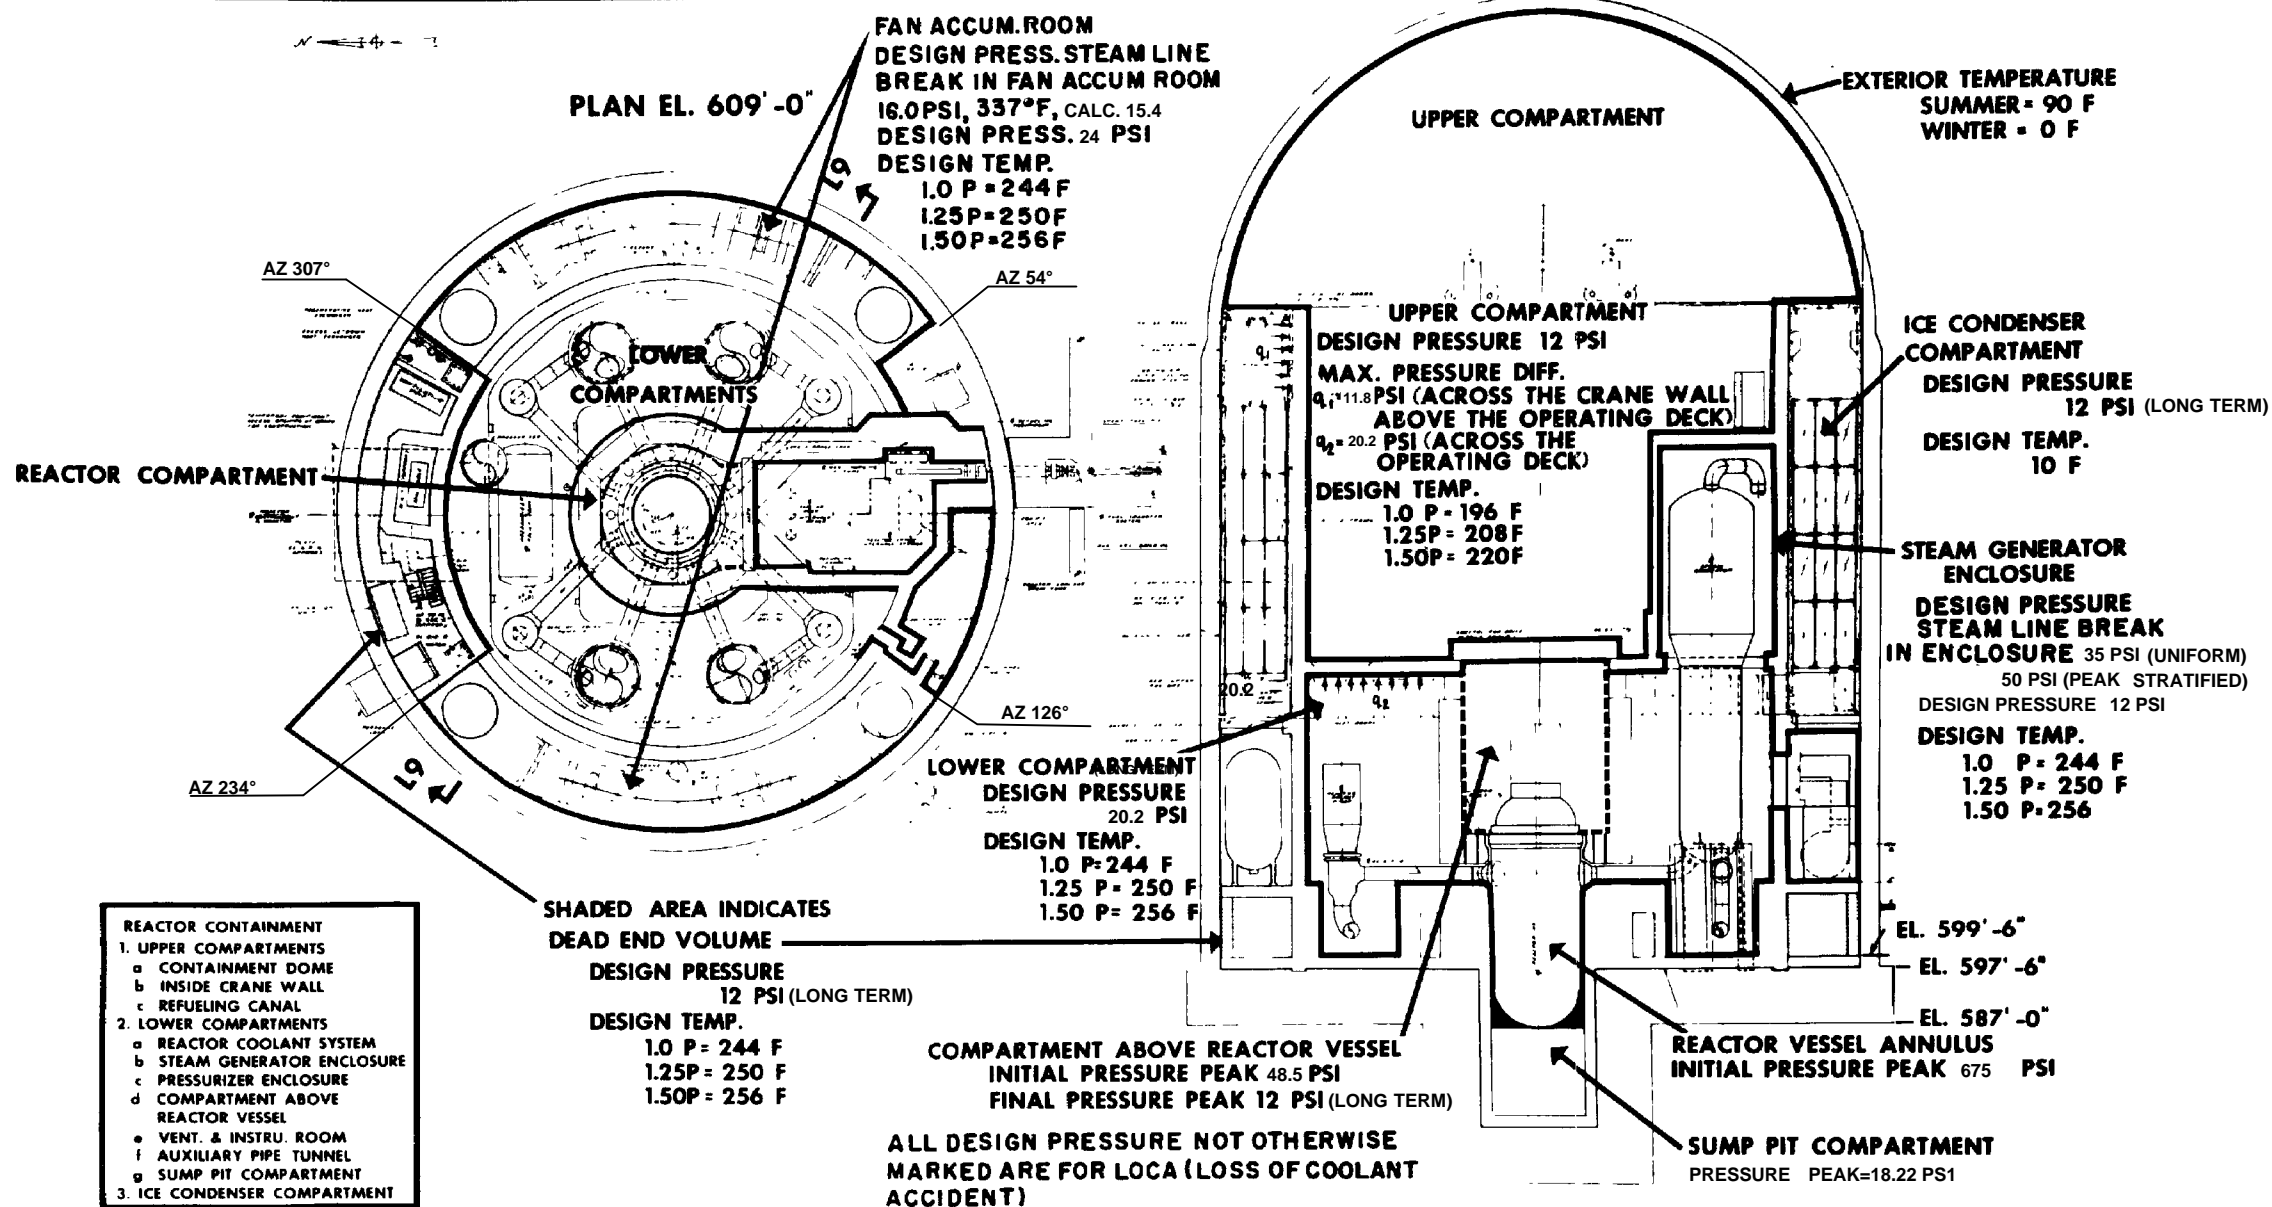 N
PLAN EL. 609'-0"
FAN ACCUM.ROOM
DESIGN PRESS.STEAM LINE
BREAK IN FAN ACCUM ROOM
16.0PSI, 337°F, CALC. 15.4
DESIGN PRESS. 24 PSI
DESIGN TEMP.
1.0 P=244 F
1.25P=250F
1.50P=256F
AZ 307°
AZ 54°
LOWER
COMPARTMENTS
REACTOR COMPARTMENT
AZ 126°
AZ 234°
SHADED AREA INDICATES
DEAD END VOLUME
DESIGN PRESSURE
12 PSI (LONG TERM)
DESIGN TEMP.
1.0 P= 244 F
1.25P= 250 F
1.50P= 256 F
REACTOR CONTAINMENT
1. UPPER COMPARTMENTS
a CONTAINMENT DOME
b INSIDE CRANE WALL
c REFUELING CANAL
2. LOWER COMPARTMENTS
a REACTOR COOLANT SYSTEM
b STEAM GENERATOR ENCLOSURE
c PRESSURIZER ENCLOSURE
d COMPARTMENT ABOVE
REACTOR VESSEL
e VENT. & INSTRU. ROOM
f AUXILIARY PIPE TUNNEL
g SUMP PIT COMPARTMENT
3. ICE CONDENSER COMPARTMENT
UPPER COMPARTMENT
EXTERIOR TEMPERATURE
SUMMER= 90 F
WINTER = 0 F
UPPER COMPARTMENT
DESIGN PRESSURE 12 PSI
MAX. PRESSURE DIFF.
q1=11.8 PSI (ACROSS THE CRANE WALL
ABOVE THE OPERATING DECK)
q2= 20.2 PSI (ACROSS THE
OPERATING DECK)
DESIGN TEMP.
1.0 P= 196 F
1.25P= 208F
1.50P= 220F
q1
20.2
q2
ICE CONDENSER
COMPARTMENT
DESIGN PRESSURE
12 PSI (LONG TERM)
DESIGN TEMP.
10 F
STEAM GENERATOR
ENCLOSURE
DESIGN PRESSURE
STEAM LINE BREAK
IN ENCLOSURE 35 PSI (UNIFORM)
50 PSI (PEAK STRATIFIED)
DESIGN PRESSURE 12 PSI
DESIGN TEMP.
1.0 P= 244 F
1.25 P= 250 F
1.50 P=256
LOWER COMPARTMENT
DESIGN PRESSURE
20.2 PSI
DESIGN TEMP.
1.0 P=244 F
1.25 P= 250 F
1.50 P= 256 F
EL. 599'-6"
EL. 597'-6"
EL. 587'-0"
COMPARTMENT ABOVE REACTOR VESSEL
INITIAL PRESSURE PEAK 48.5 PSI
FINAL PRESSURE PEAK 12 PSI (LONG TERM)
REACTOR VESSEL ANNULUS
INITIAL PRESSURE PEAK 675 PSI
SUMP PIT COMPARTMENT
PRESSURE PEAK=18.22 PS1
ALL DESIGN PRESSURE NOT OTHERWISE
MARKED ARE FOR LOCA (LOSS OF COOLANT
ACCIDENT)